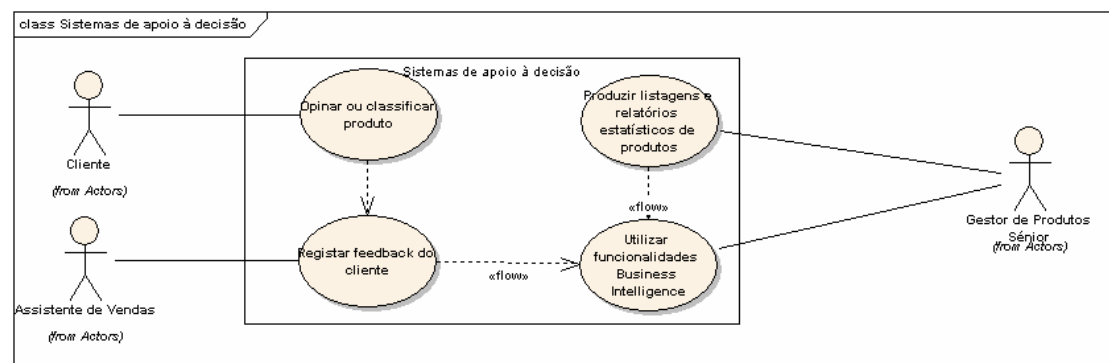 class Sistemas de apoio à decisão
Sistemas de apoio à decisão
Opinar ou classificar
produto
Produzir listagens e
relatórios
estatísticos de
produtos
Cliente
(from Actors)
«flow»
Gestor de Produtos
Sénior
(from Actors)
Registar feedback do
cliente
«flow»
Utilizar
funcionalidades
Business
Intelligence
Assistente de Vendas
(from Actors)